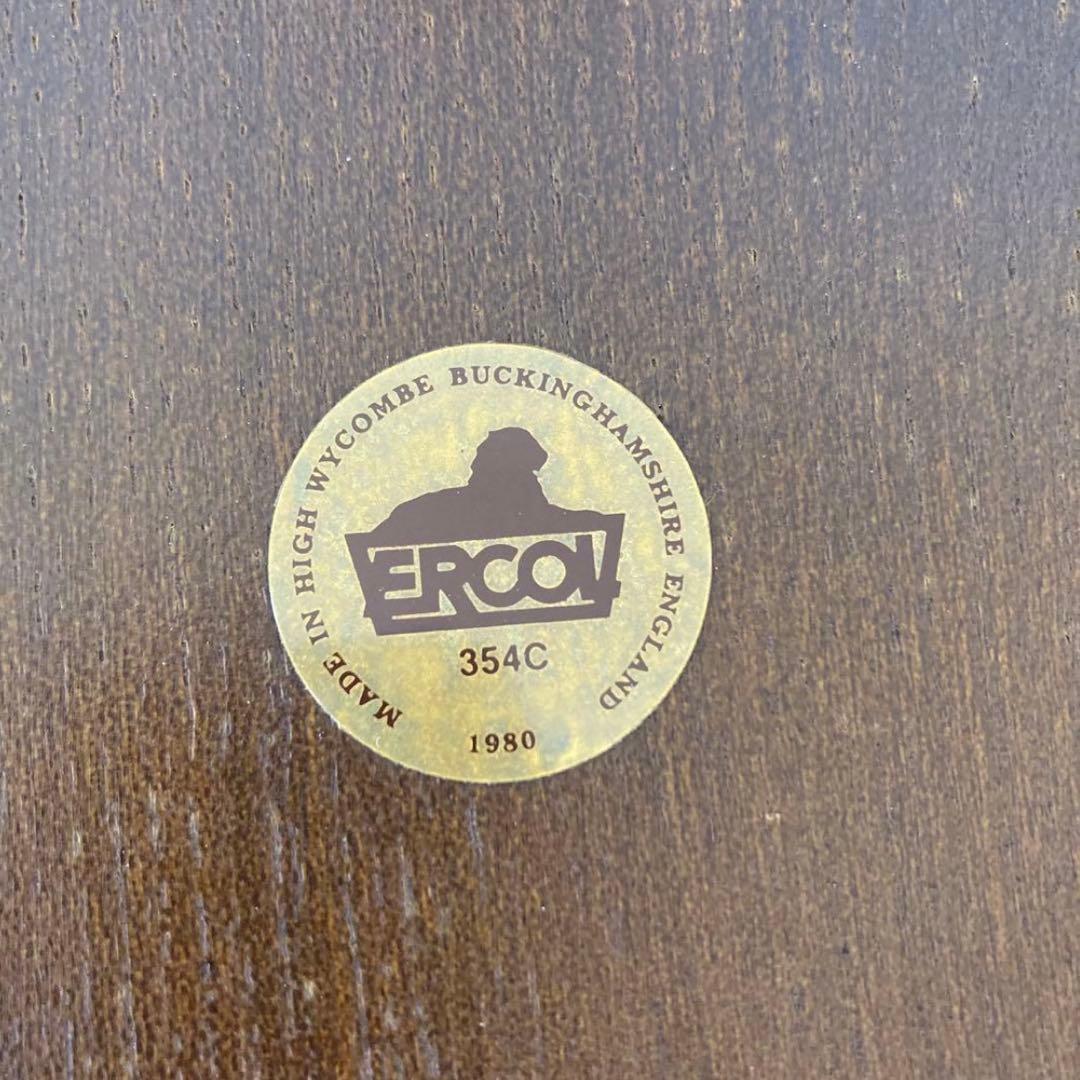 MADE IN HIGH WYCOMBE BUCKINGHAMSHIRE ENGLAND
ERCOL
354C
1980